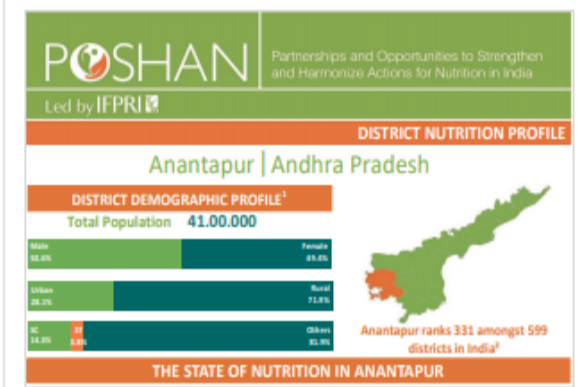 POSHAN
Partnerships and Opportunities to Strengthen
and Harmonize Actions for Nutrition in India
Led by IFPRI
DISTRICT NUTRITION PROFILE
Anantapur | Andhra Pradesh
DISTRICT DEMOGRAPHIC PROFILE¹
Total Population 41.00.000
Male
Female
Urban
Rural
28.1%
71.9%
SC
ST
Others
Anantapur ranks 331 amongst 599
districts in India²
THE STATE OF NUTRITION IN ANANTAPUR